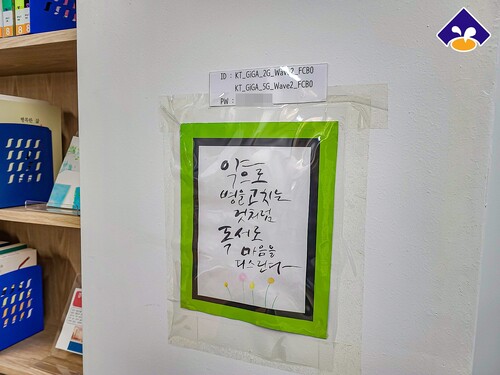 ID : KT_GiGA_2G_Wave2_FCB0
KT_GiGA_5G_Wave2_FCB0
PW :
약으로
병을 고치는
것처럼
독서로
마음을
다스린다